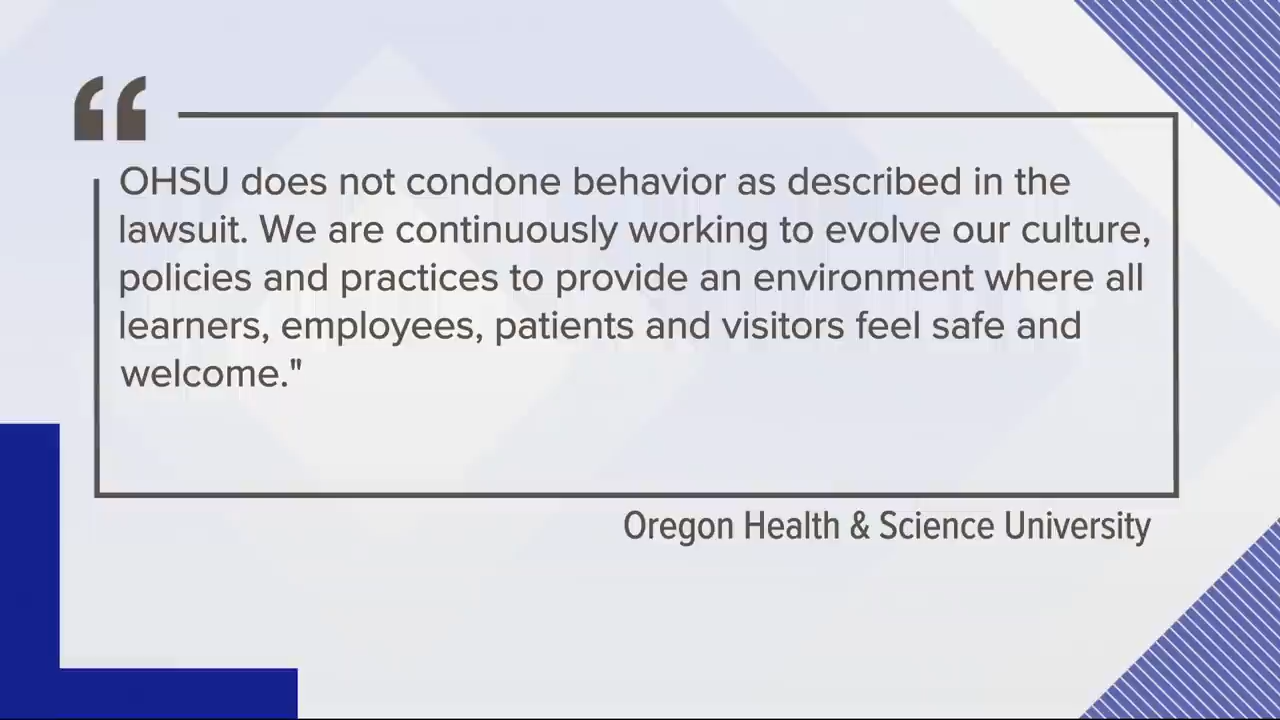 “
OHSU does not condone behavior as described in the
lawsuit. We are continuously working to evolve our culture,
policies and practices to provide an environment where all
learners, employees, patients and visitors feel safe and
welcome."
Oregon Health & Science University